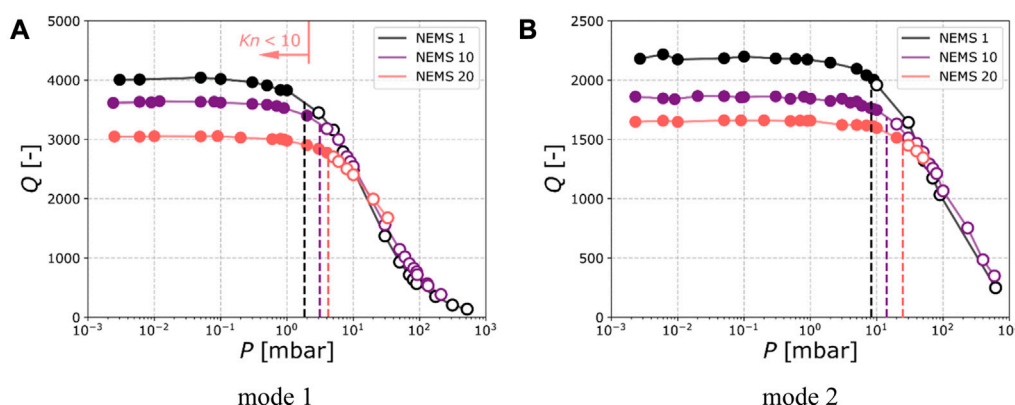 A
B
Kn < 10
NEMS 1
NEMS 10
NEMS 20
5000
4000
3000
2000
1000
0
Q [-]
10⁻³ 10⁻² 10⁻¹ 10⁰ 10¹ 10² 10³
P [mbar]
mode 1
NEMS 1
NEMS 10
NEMS 20
2500
2000
1500
1000
500
0
Q [-]
10⁻³ 10⁻² 10⁻¹ 10⁰ 10¹ 10² 10³
P [mbar]
mode 2